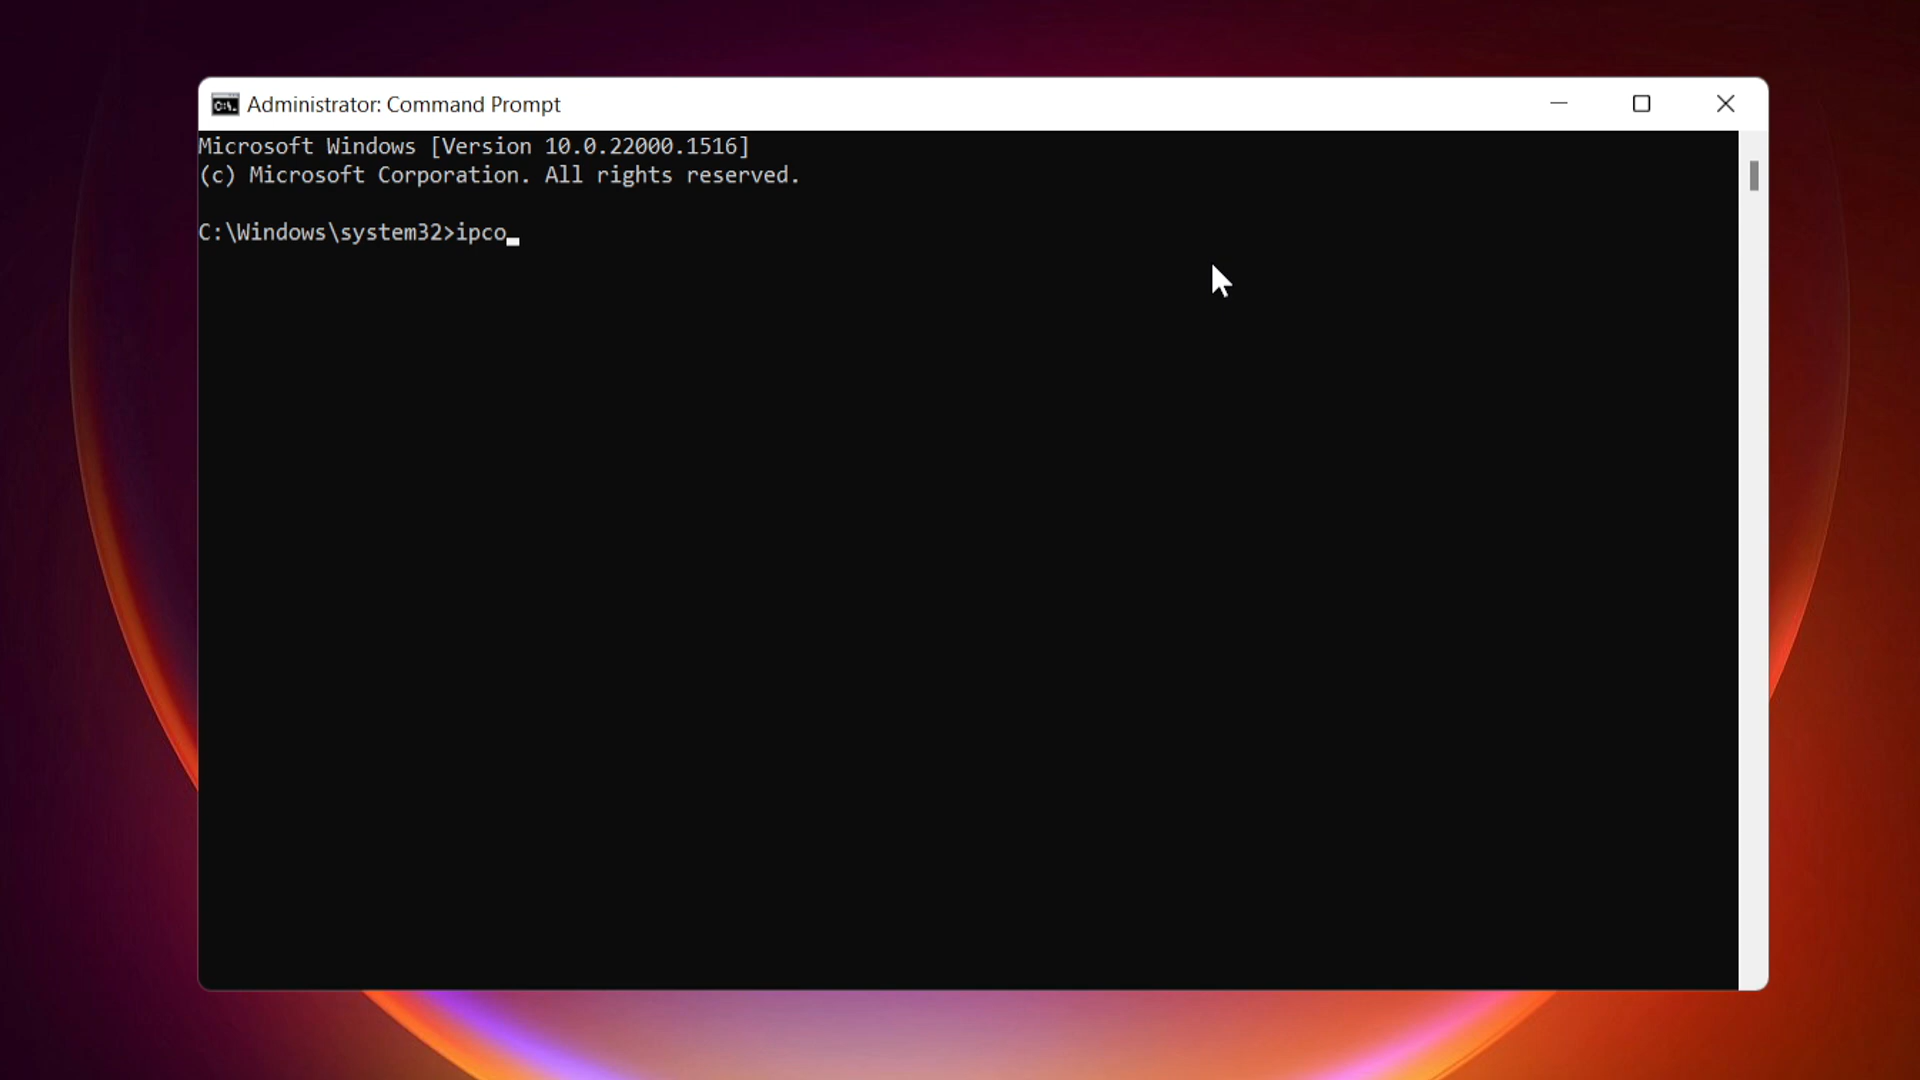 Administrator: Command Prompt
Microsoft Windows [Version 10.0.22000.1516]
(c) Microsoft Corporation. All rights reserved.
C:\Windows\system32>ipco